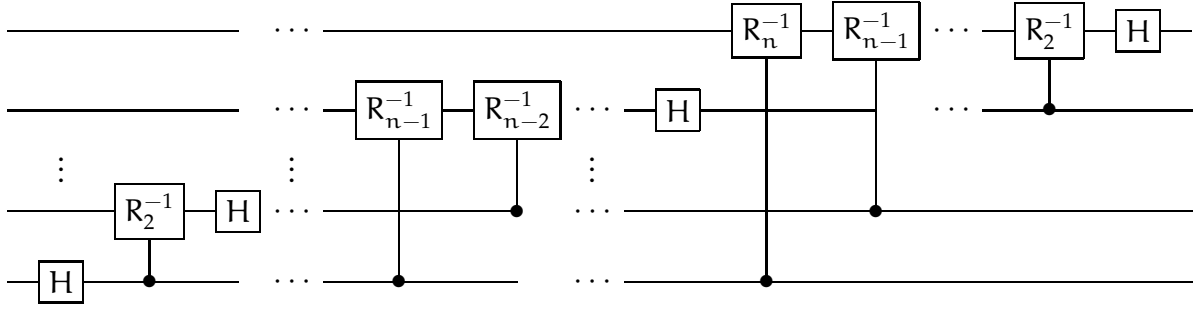 ⋯ R_n^{-1} R_{n-1}^{-1} ⋯ R_2^{-1} H
⋯ R_{n-1}^{-1} R_{n-2}^{-1} ⋯ H ⋯
⋮ ⋮ ⋮
R_2^{-1} H ⋯ ⋯
H ⋯ ⋯